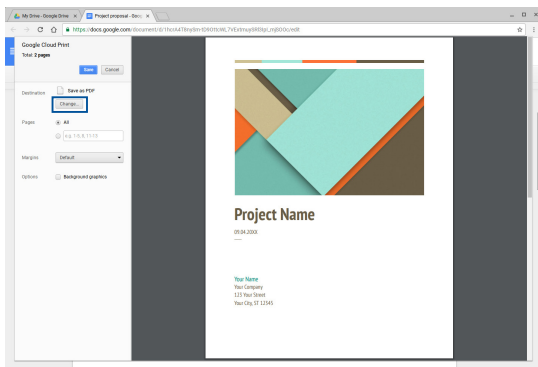 My Drive - Google Drive
Project proposal - Goog
https://docs.google.com
Google Cloud Print
Total: 2 pages
Save
Cancel
Destination
Save as PDF
Change...
Pages
All
e.g. 1-5, 8, 11-13
Margins
Default
Options
Background graphics
Project Name
09.04.20XX
Your Name
Your Company
123 Your Street
Your City, ST 12345